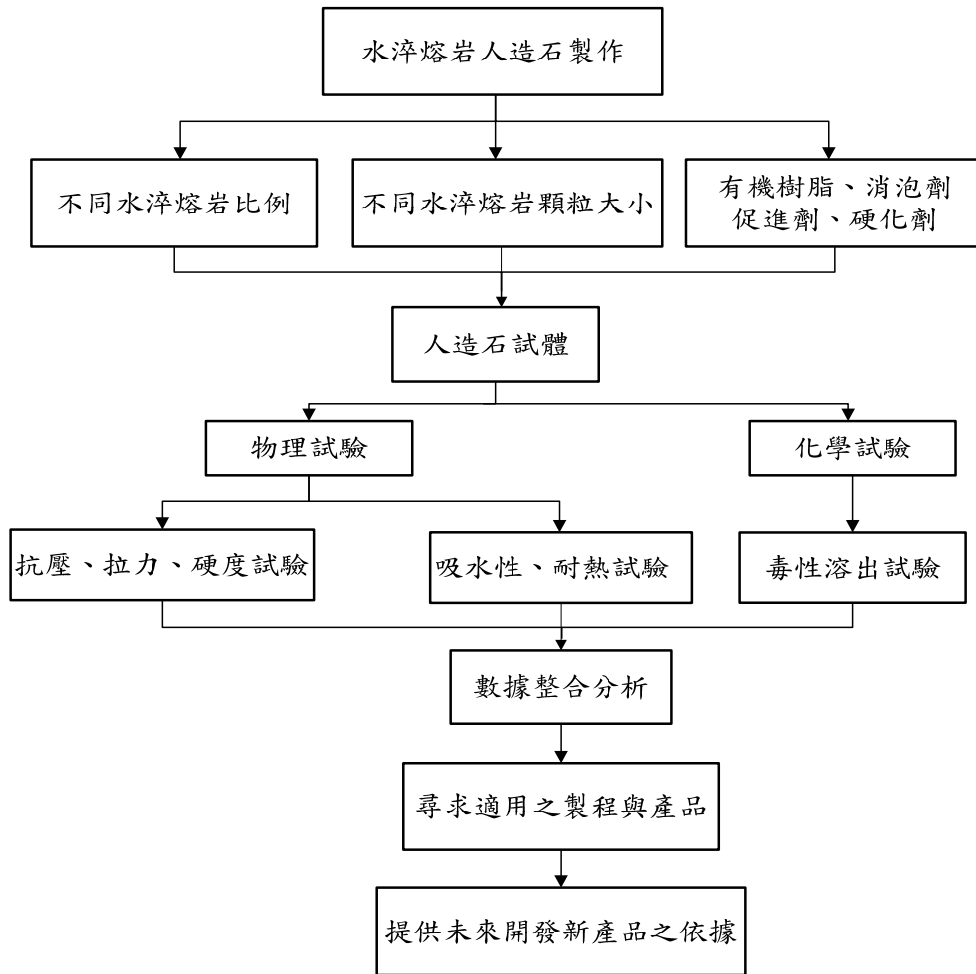 水淬熔岩人造石製作
不同水淬熔岩比例
不同水淬熔岩顆粒大小
有機樹脂、消泡劑
促進劑、硬化劑
人造石試體
物理試驗
化學試驗
抗壓、拉力、硬度試驗
吸水性、耐熱試驗
毒性溶出試驗
數據整合分析
尋求適用之製程與產品
提供未來開發新產品之依據